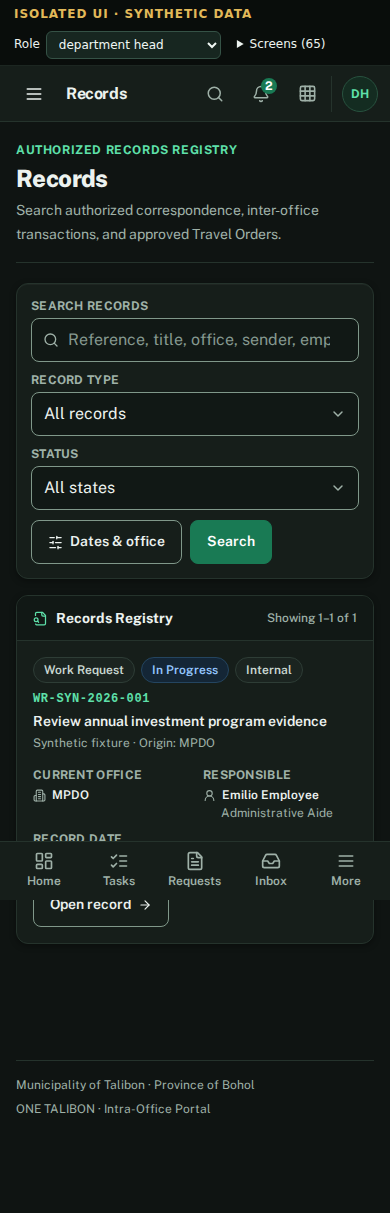 ISOLATED UI · SYNTHETIC DATA
Role department head Screens (65)
Records 2 DH
AUTHORIZED RECORDS REGISTRY
Records
Search authorized correspondence, inter-office
transactions, and approved Travel Orders.
SEARCH RECORDS
Reference, title, office, sender, emp
RECORD TYPE
All records
STATUS
All states
Dates & office Search
Records Registry Showing 1–1 of 1
Work Request In Progress Internal
WR-SYN-2026-001
Review annual investment program evidence
Synthetic fixture · Origin: MPDO
CURRENT OFFICE RESPONSIBLE
MPDO Emilio Employee
Administrative Aide
RECORD DATE
Home Tasks Requests Inbox More
Open record
Municipality of Talibon · Province of Bohol
ONE TALIBON · Intra-Office Portal